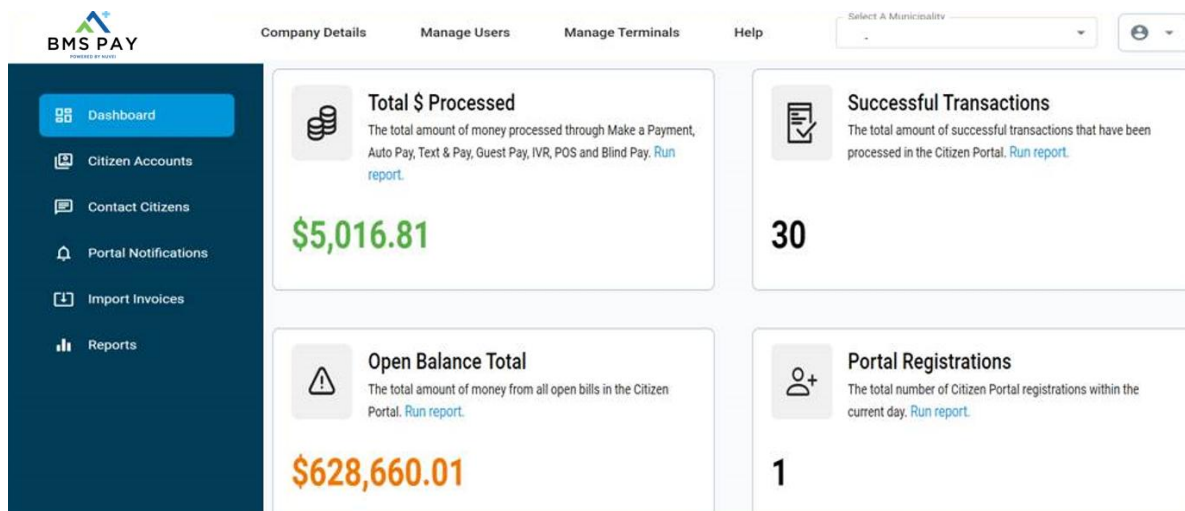 BMS PAY
POWERED BY NUVEI
Company Details
Manage Users
Manage Terminals
Help
Select A Municipality
-
Dashboard
Citizen Accounts
Contact Citizens
Portal Notifications
Import Invoices
Reports
Total $ Processed
The total amount of money processed through Make a Payment,
Auto Pay, Text & Pay, Guest Pay, IVR, POS and Blind Pay. Run
report.
$5,016.81
Successful Transactions
The total amount of successful transactions that have been
processed in the Citizen Portal. Run report.
30
Open Balance Total
The total amount of money from all open bills in the Citizen
Portal. Run report.
$628,660.01
Portal Registrations
The total number of Citizen Portal registrations within the
current day. Run report.
1